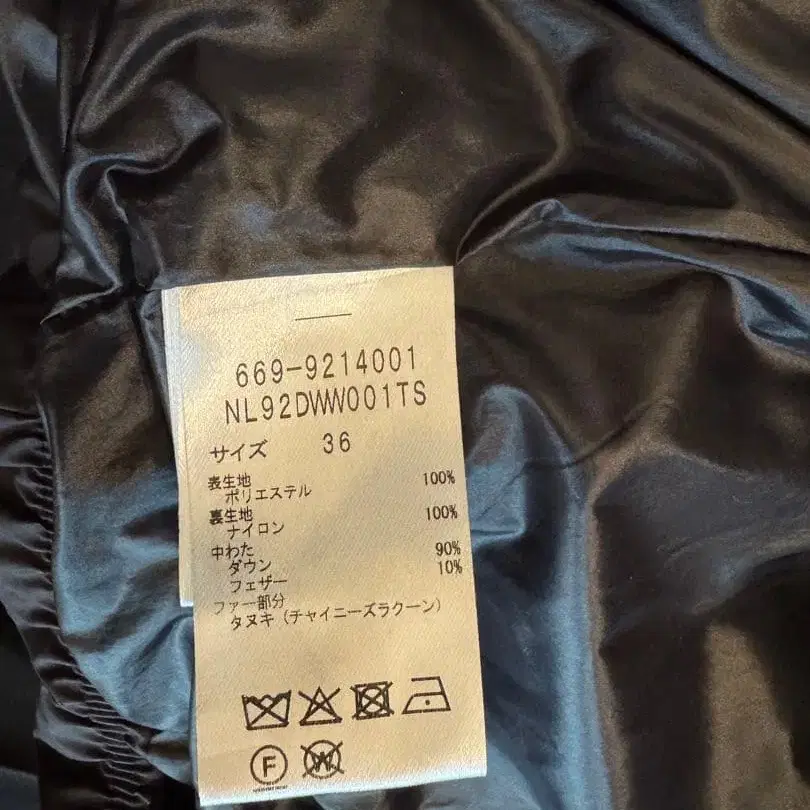 669-9214001
NL92DWW001TS
サイズ 36
表生地 100%
ポリエステル
裏生地 100%
ナイロン
中わた 90%
ダウン 10%
フェザー
ファー部分
タヌキ (チャイニーズラクーン)
F
W